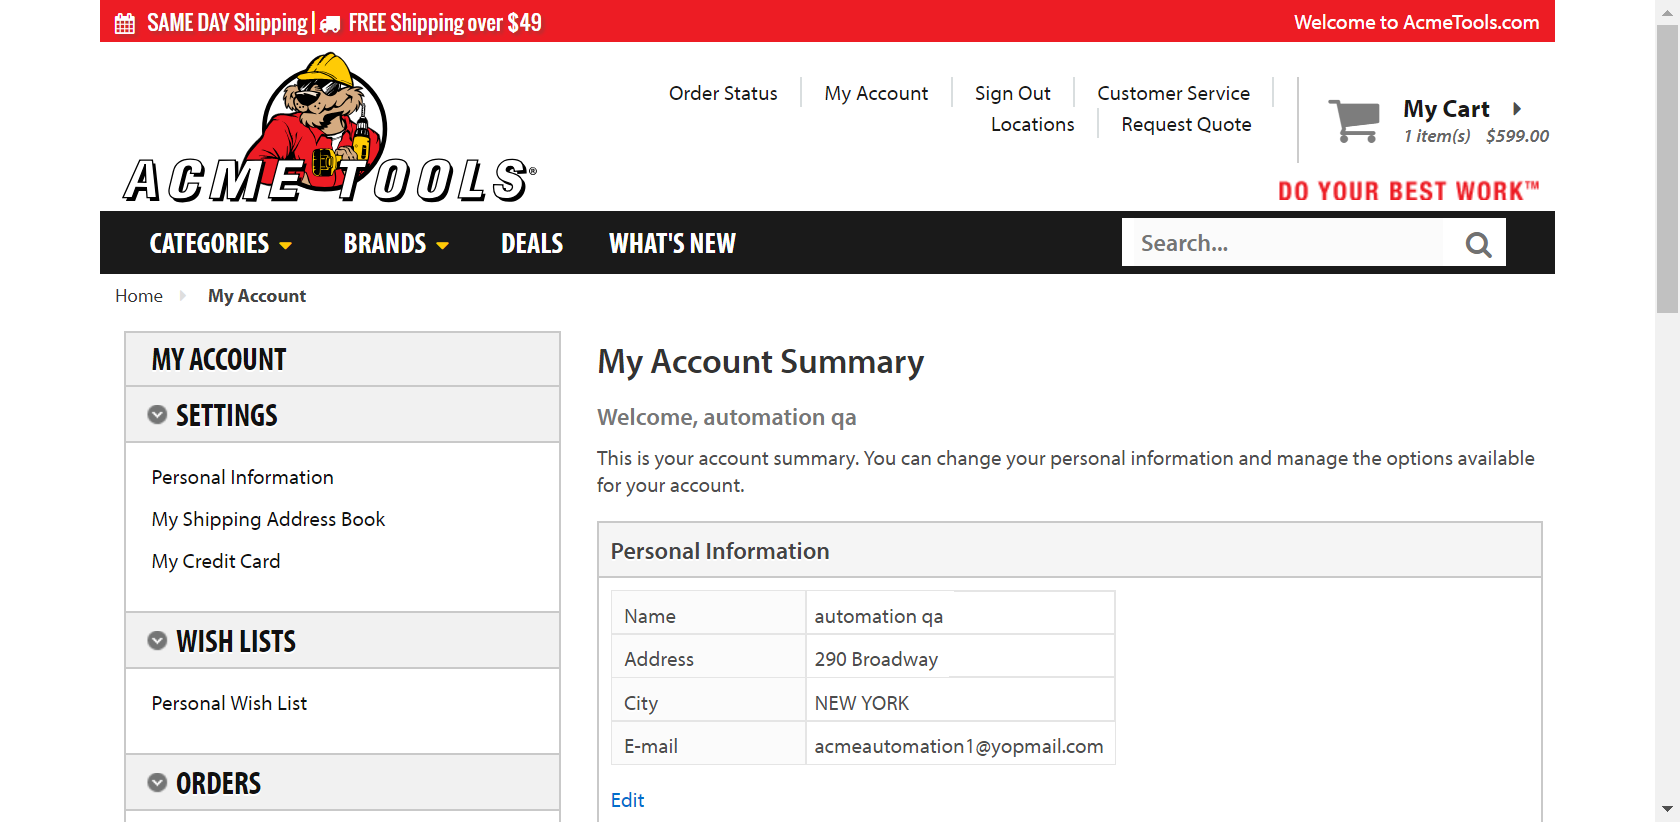 SAME DAY Shipping | FREE Shipping over $49
Welcome to AcmeTools.com
ACME TOOLS®
Order Status
My Account
Sign Out
Customer Service
Locations
Request Quote
My Cart
1 item(s) $599.00
DO YOUR BEST WORK™
CATEGORIES
BRANDS
DEALS
WHAT'S NEW
Search...
Home
My Account
MY ACCOUNT
SETTINGS
Personal Information
My Shipping Address Book
My Credit Card
WISH LISTS
Personal Wish List
ORDERS
My Account Summary
Welcome, automation qa
This is your account summary. You can change your personal information and manage the options available
for your account.
Personal Information
Name automation qa
Address 290 Broadway
City NEW YORK
E-mail acmeautomation1@yopmail.com
Edit